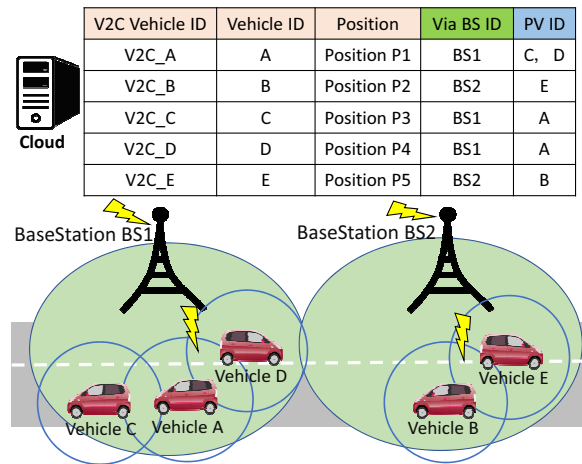 V2C Vehicle ID Vehicle ID Position Via BS ID PV ID
V2C_A A Position P1 BS1 C, D
V2C_B B Position P2 BS2 E
V2C_C C Position P3 BS1 A
V2C_D D Position P4 BS1 A
V2C_E E Position P5 BS2 B
Cloud
BaseStation BS1 BaseStation BS2
Vehicle D Vehicle E
Vehicle C Vehicle A Vehicle B